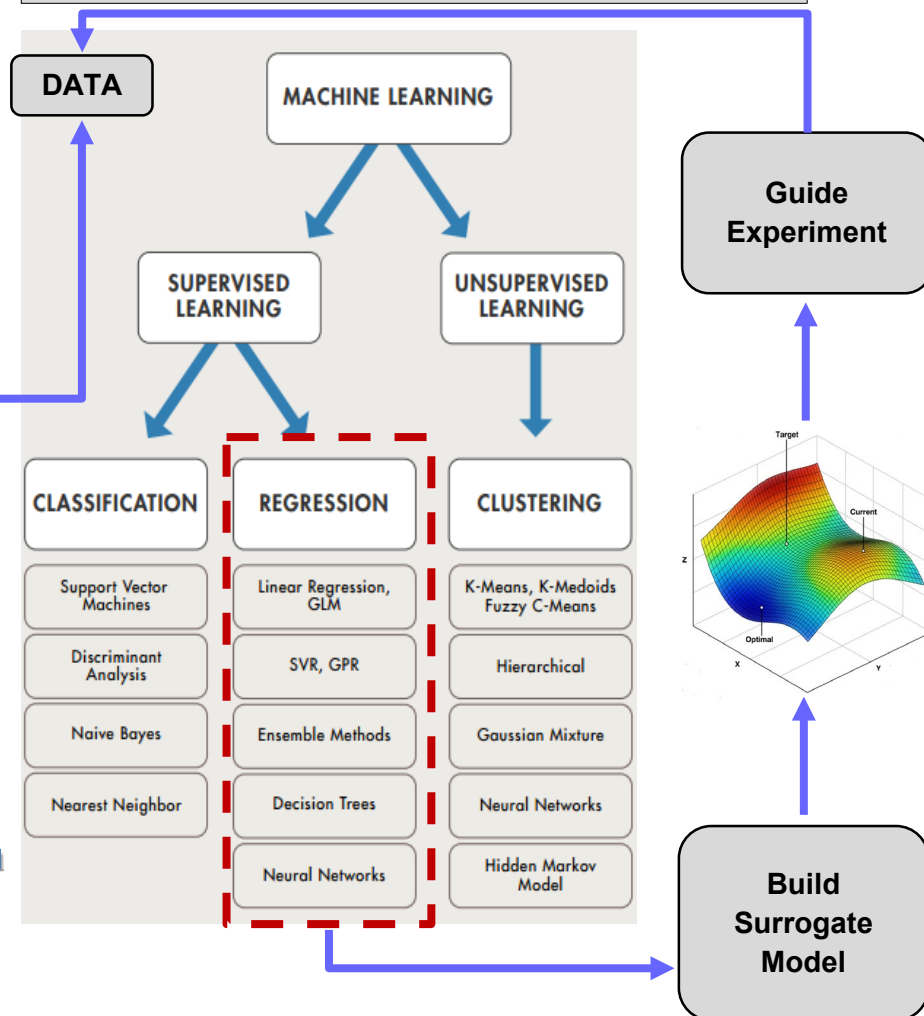 DATA
MACHINE LEARNING
Guide
Experiment
SUPERVISED
LEARNING
UNSUPERVISED
LEARNING
CLASSIFICATION
REGRESSION
CLUSTERING
Support Vector
Machines
Discriminant
Analysis
Naive Bayes
Nearest Neighbor
Linear Regression,
GLM
SVR, GPR
Ensemble Methods
Decision Trees
Neural Networks
K-Means, K-Medoids
Fuzzy C-Means
Hierarchical
Gaussian Mixture
Neural Networks
Hidden Markov
Model
Target
Current
Z
Optimal
X
Y
Build
Surrogate
Model